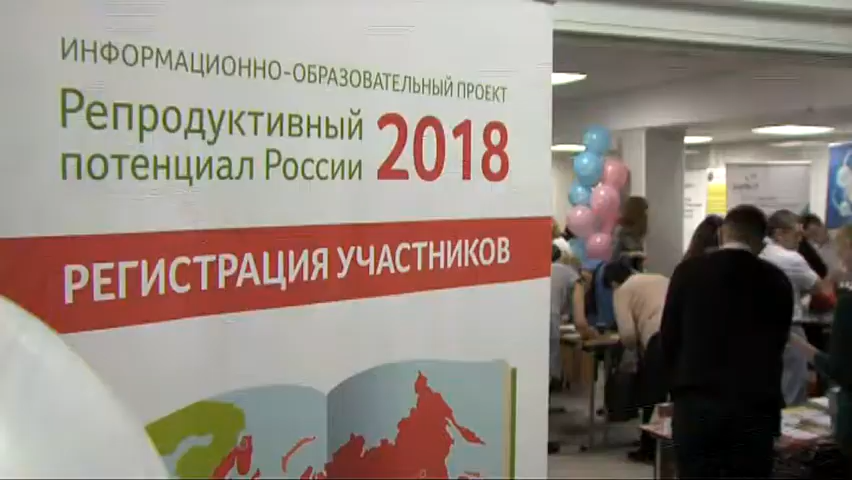 ИНФОРМАЦИОННО-ОБРАЗОВАТЕЛЬНЫЙ ПРОЕКТ
Репродуктивный
потенциал России 2018
РЕГИСТРАЦИЯ УЧАСТНИКОВ